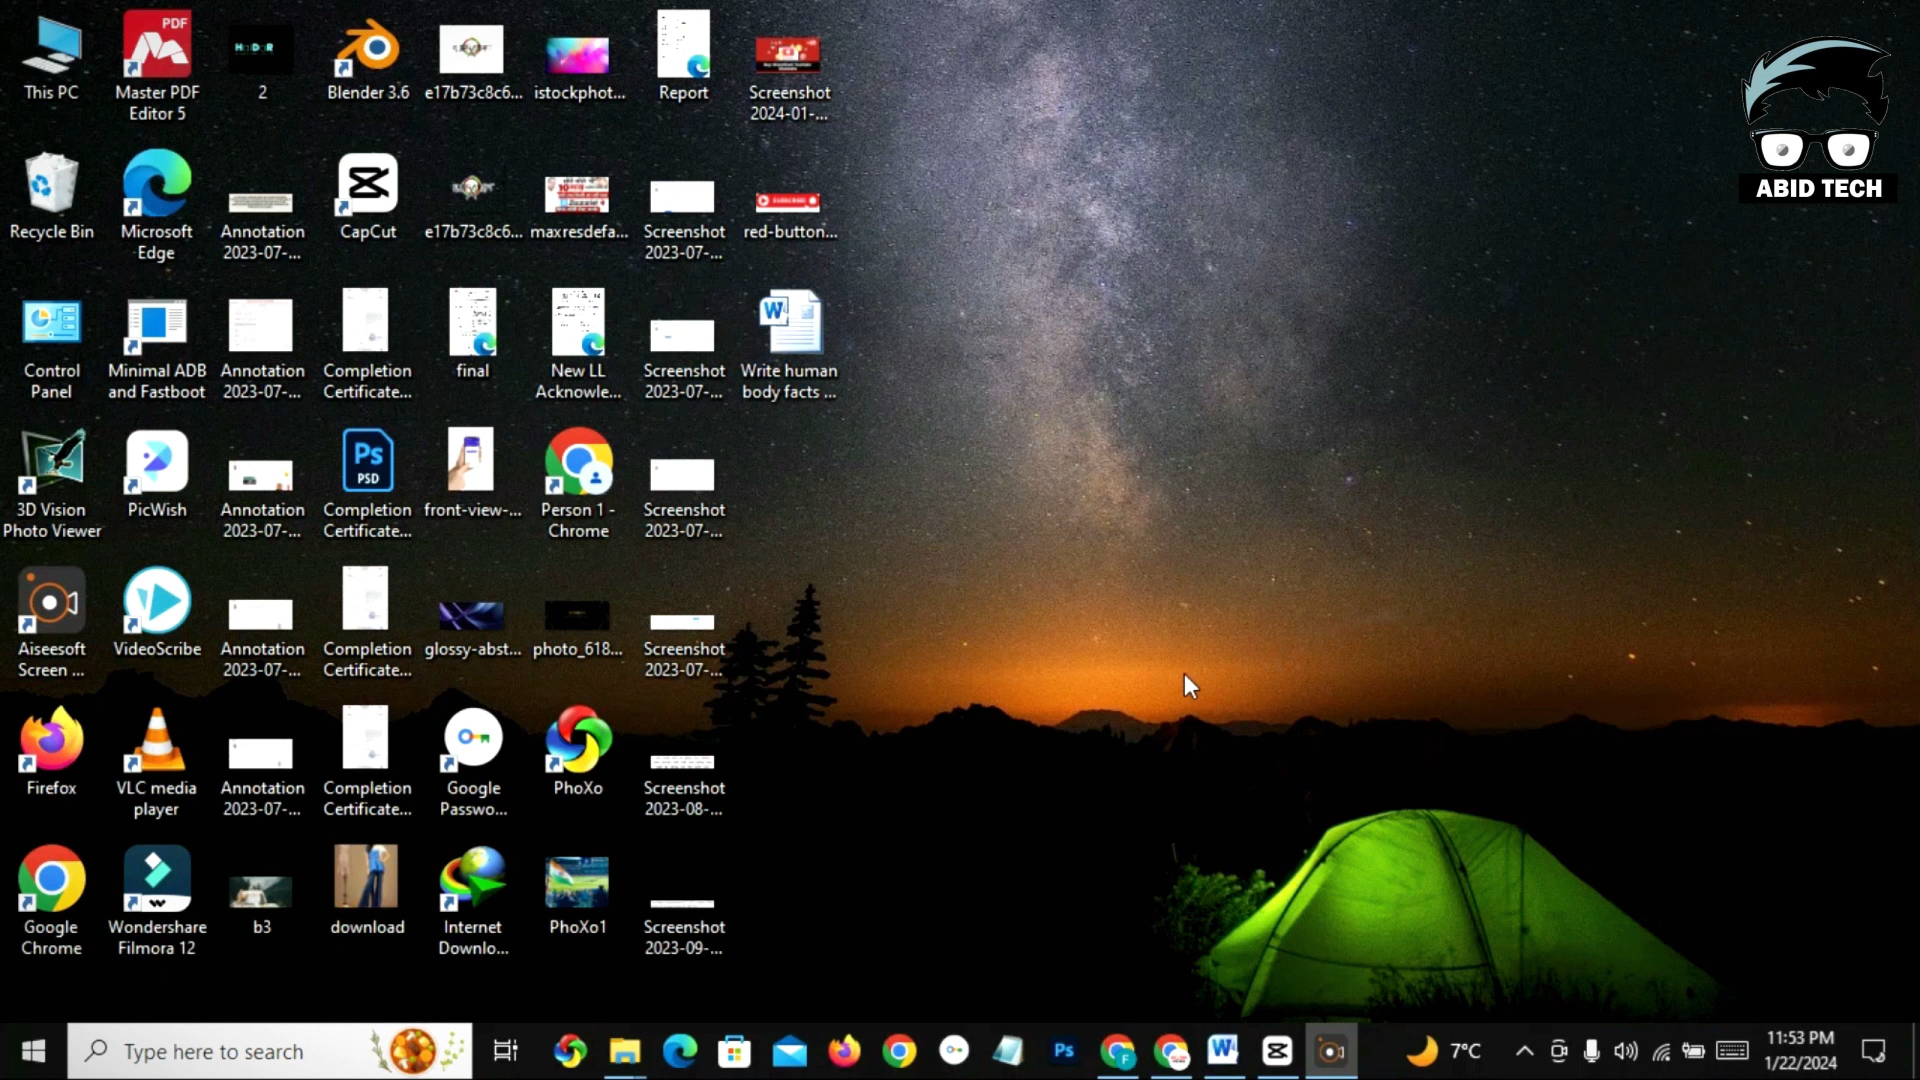 This PC
Master PDF
Editor 5
PDF
2
Blender 3.6
e17b73c8c6...
istockphot...
Report
Screenshot
2024-01-...
ABID TECH
Recycle Bin
Microsoft
Edge
Annotation
2023-07-...
CapCut
e17b73c8c6...
maxresdefa...
Screenshot
2023-07-...
red-button...
Control
Panel
Minimal ADB
and Fastboot
Annotation
2023-07-...
Completion
Certificate...
final
New LL
Acknowle...
Screenshot
2023-07-...
Write human
body facts ...
3D Vision
Photo Viewer
PicWish
Annotation
2023-07-...
Ps
PSD
Completion
Certificate...
front-view-...
Person 1 -
Chrome
Screenshot
2023-07-...
Aiseesoft
Screen ...
VideoScribe
Annotation
2023-07-...
Completion
Certificate...
glossy-abst...
photo_618...
Screenshot
2023-07-...
Firefox
VLC media
player
Annotation
2023-07-...
Completion
Certificate...
Google
Passwo...
PhoXo
Screenshot
2023-08-...
Google
Chrome
Wondershare
Filmora 12
b3
download
Internet
Downlo...
PhoXo1
Screenshot
2023-09-...
Type here to search
Ps
F
W
7°C
11:53 PM
1/22/2024